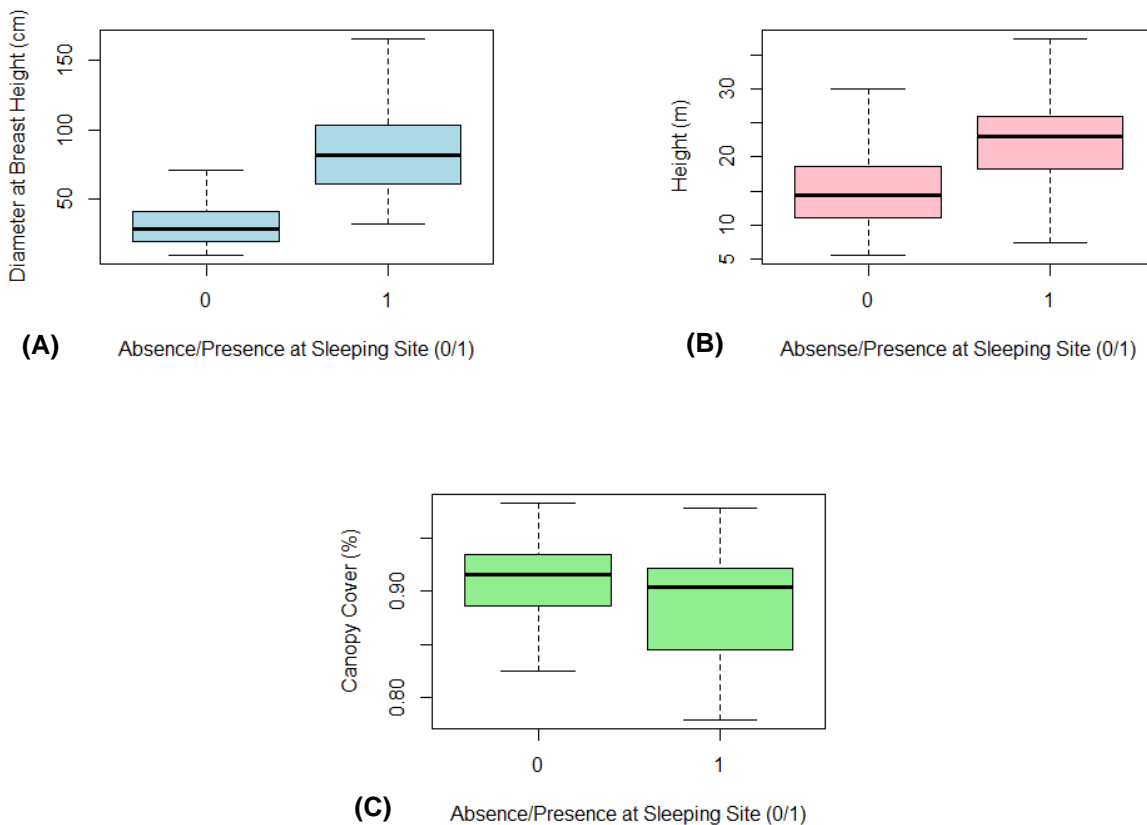 Diameter at Breast Height (cm)
150
100
50
0 1
(A) Absence/Presence at Sleeping Site (0/1)
Height (m)
30
20
10
5
0 1
(B) Absense/Presence at Sleeping Site (0/1)
Canopy Cover (%)
0.90
0.80
0 1
(C) Absence/Presence at Sleeping Site (0/1)